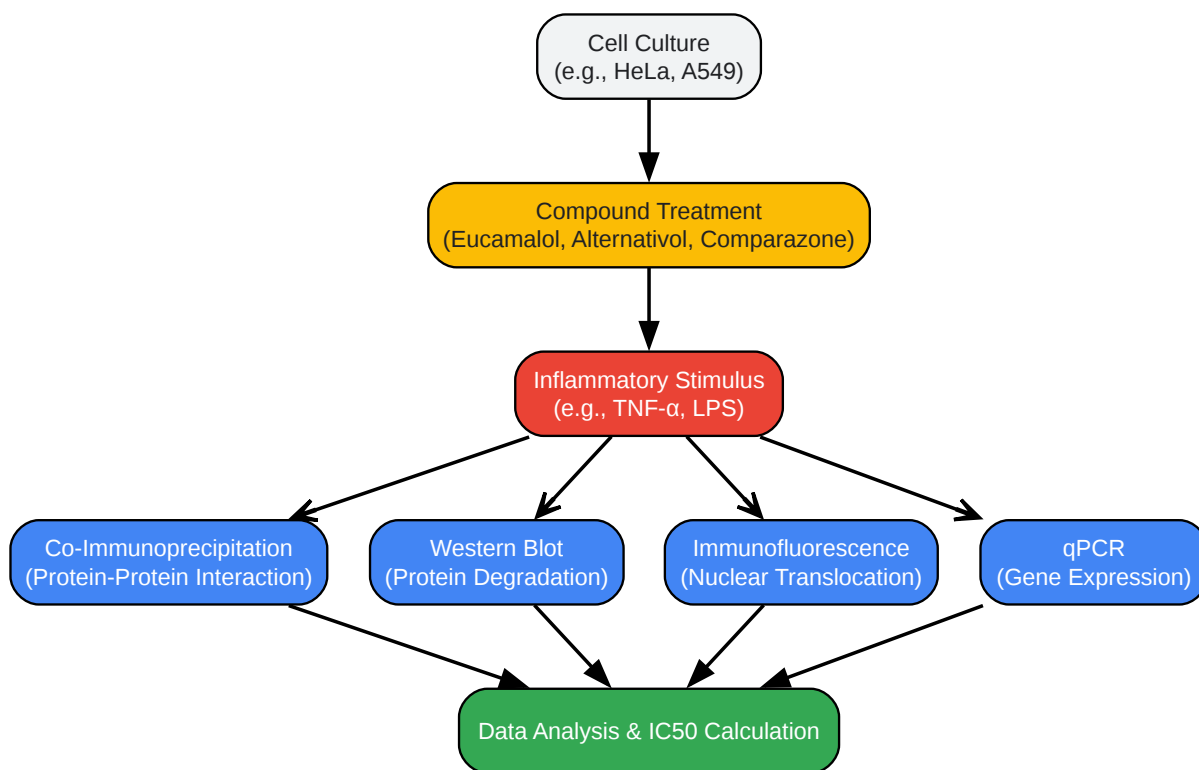 Cell Culture
(e.g., HeLa, A549)
Compound Treatment
(Eucamalol, Alternativol, Comparazone)
Inflammatory Stimulus
(e.g., TNF-α, LPS)
Co-Immunoprecipitation
(Protein-Protein Interaction)
Western Blot
(Protein Degradation)
Immunofluorescence
(Nuclear Translocation)
qPCR
(Gene Expression)
Data Analysis & IC50 Calculation